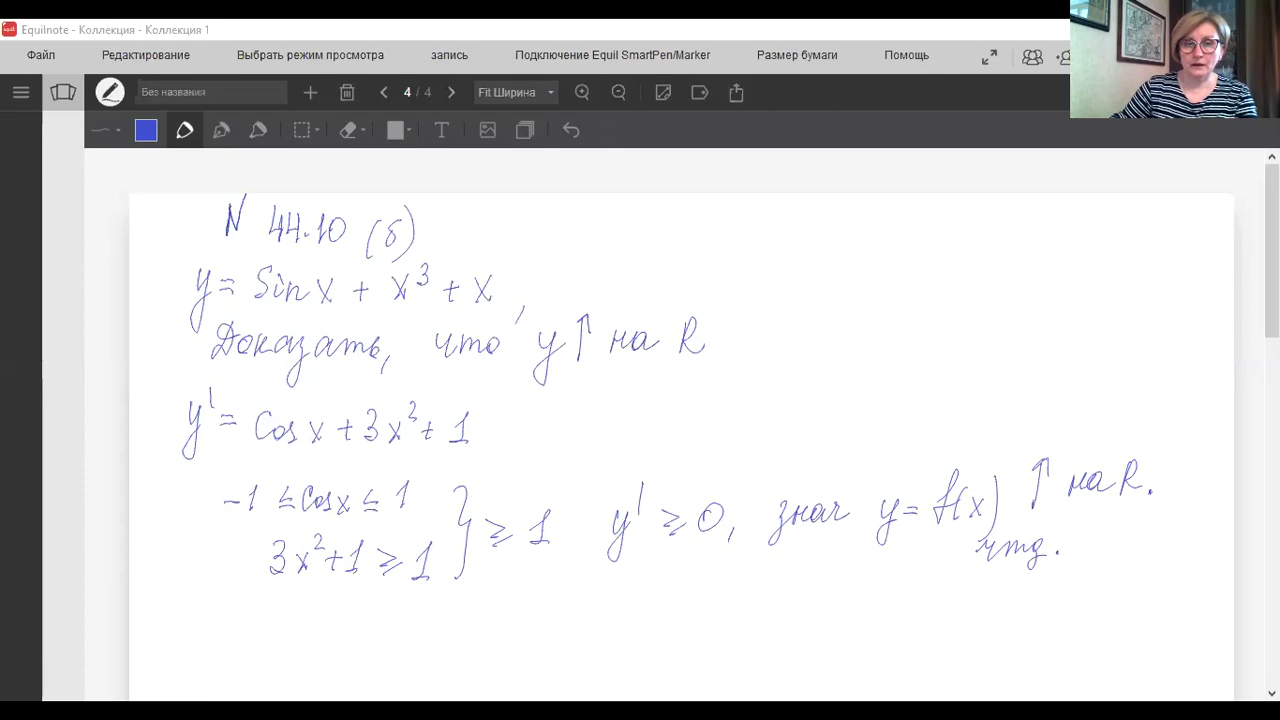 Equilnote - Коллекция - Коллекция 1
Файл Редактирование Выбрать режим просмотра запись Подключение Equil SmartPen/Marker Размер бумаги Помощь
Без названия 4 / 4 Fit Ширина
N 44.10 (б)
y = Sin x + x³ + x ,
Доказать, что y ↑ на R
y' = Cos x + 3x² + 1
-1 ≤ Cos x ≤ 1
3x² + 1 ≥ 1 } ≥ 1 y' ≥ 0, знач y = f(x) ↑ на R.
чтд.